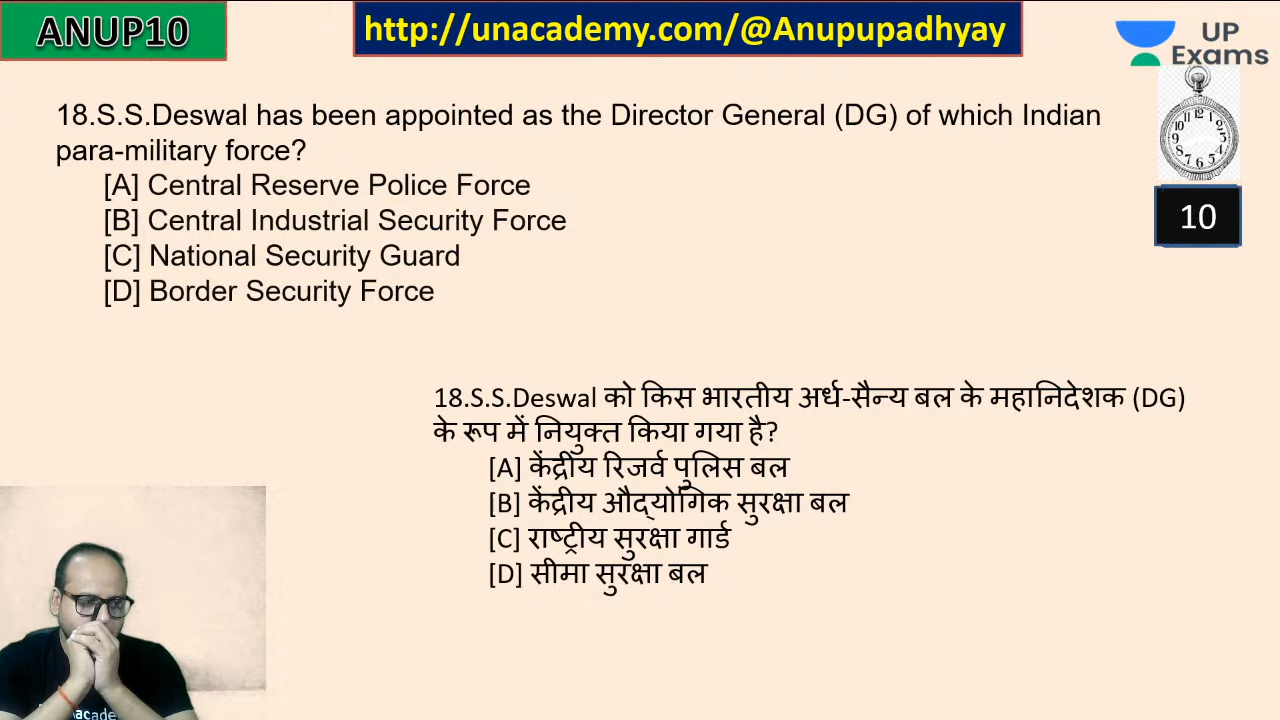 ANUP10
http://unacademy.com/@Anupupadhyay
UP
Exams
18.S.S.Deswal has been appointed as the Director General (DG) of which Indian
para-military force?
[A] Central Reserve Police Force
[B] Central Industrial Security Force
[C] National Security Guard
[D] Border Security Force
10
18.S.S.Deswal को किस भारतीय अर्ध-सैन्य बल के महानिदेशक (DG)
के रूप में नियुक्त किया गया है?
[A] केंद्रीय रिजर्व पुलिस बल
[B] केंद्रीय औद्योगिक सुरक्षा बल
[C] राष्ट्रीय सुरक्षा गार्ड
[D] सीमा सुरक्षा बल